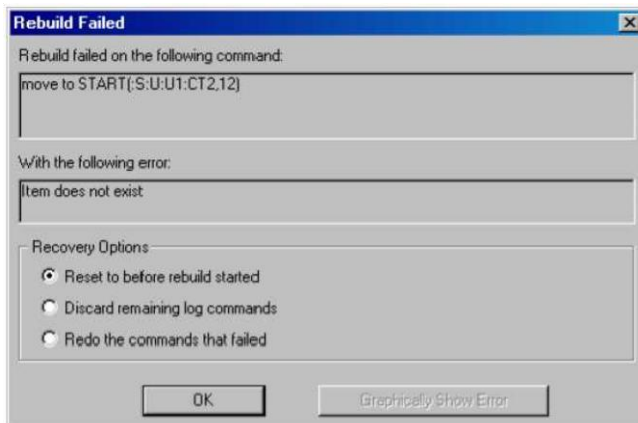 Rebuild Failed
Rebuild failed on the following command:
move to START(:S:U:U1:CT2,12)
With the following error:
Item does not exist
Recovery Options
Reset to before rebuild started
Discard remaining log commands
Redo the commands that failed
OK
Graphically Show Error